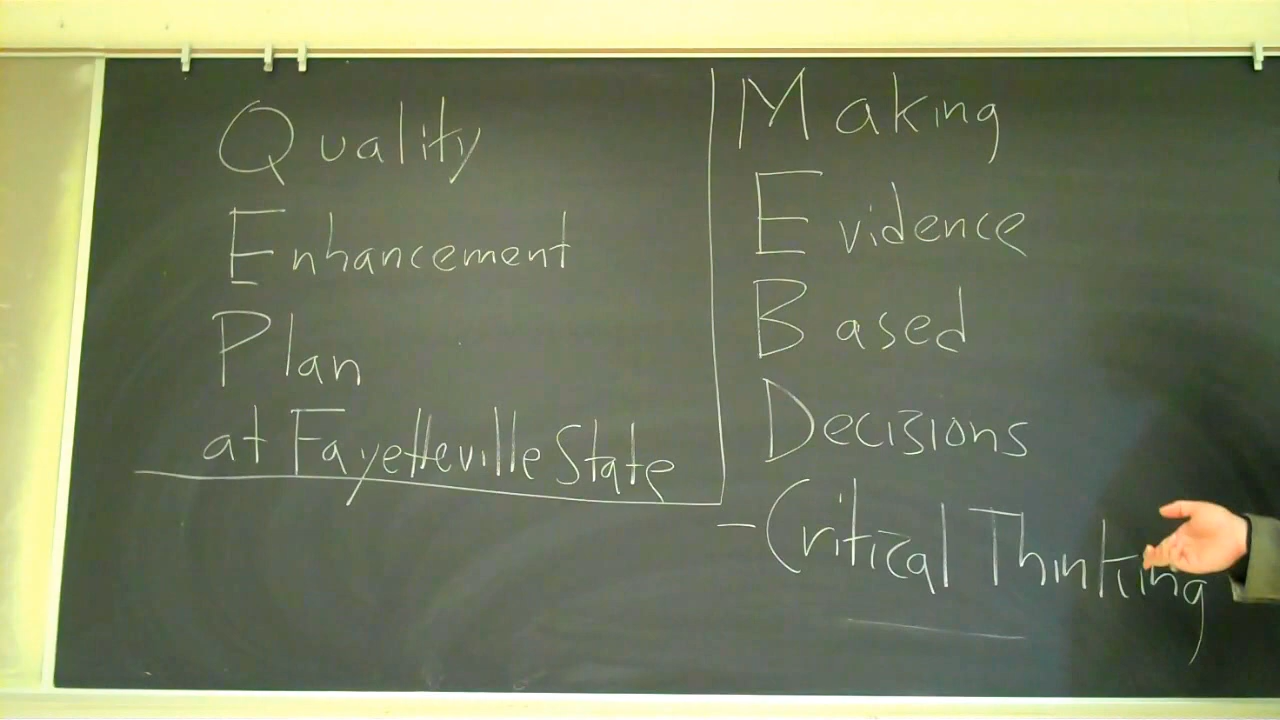 Quality
Enhancement
Plan
at Fayetteville State
Making
Evidence
Based
Decisions
- Critical Thinking